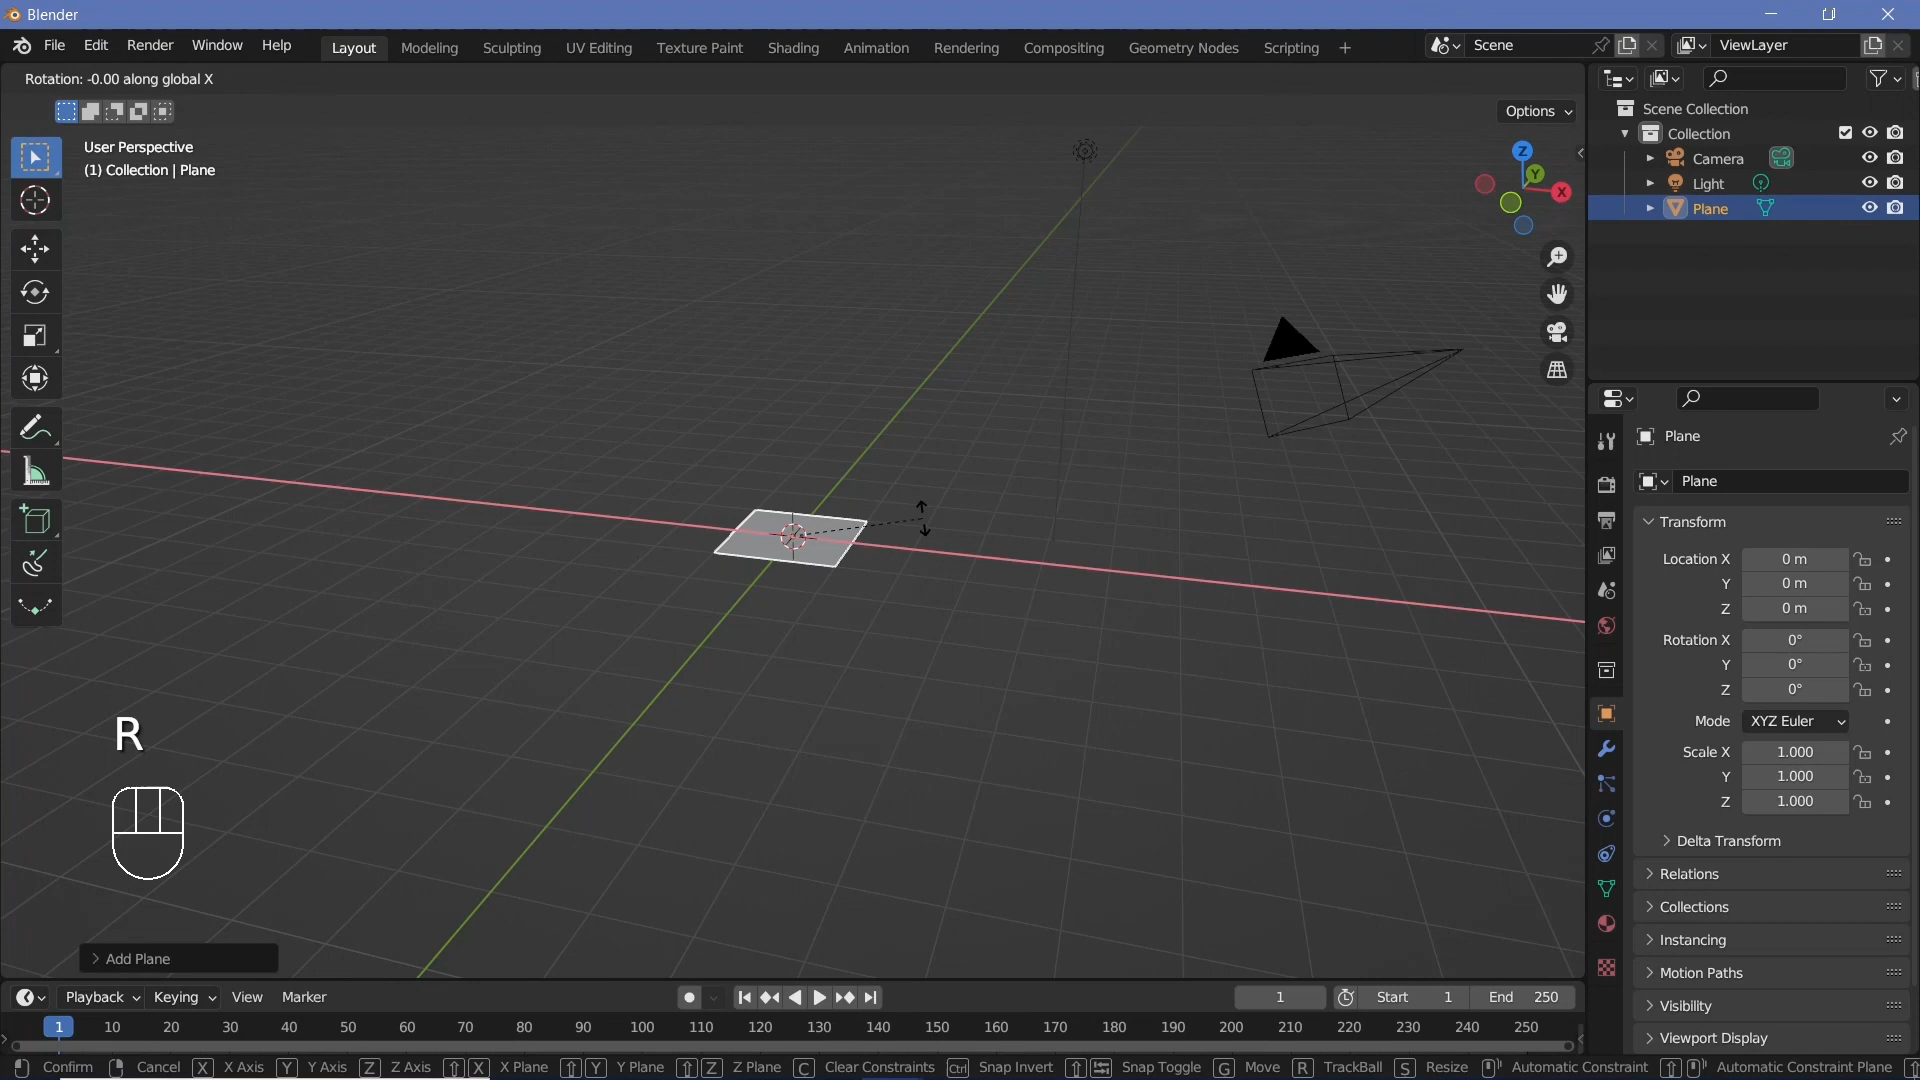 Blender
File Edit Render Window Help Layout Modeling Sculpting UV Editing Texture Paint Shading Animation Rendering Compositing Geometry Nodes Scripting + Scene ViewLayer
Rotation: -0.00 along global X
Options
User Perspective
(1) Collection | Plane
Z
Y
X
Scene Collection
Collection
Camera
Light
Plane
Plane
Plane
Transform
Location X 0 m
Y 0 m
Z 0 m
Rotation X 0°
Y 0°
Z 0°
Mode XYZ Euler
Scale X 1.000
Y 1.000
Z 1.000
Delta Transform
Relations
Collections
Instancing
Motion Paths
Visibility
Viewport Display
R
Add Plane
Playback Keying View Marker 1 Start 1 End 250
1 10 20 30 40 50 60 70 80 90 100 110 120 130 140 150 160 170 180 190 200 210 220 230 240 250
Confirm Cancel X X Axis Y Y Axis Z Z Axis X X Plane Y Y Plane Z Z Plane C Clear Constraints Ctrl Snap Invert Snap Toggle G Move R TrackBall S Resize Automatic Constraint Automatic Constraint Plane